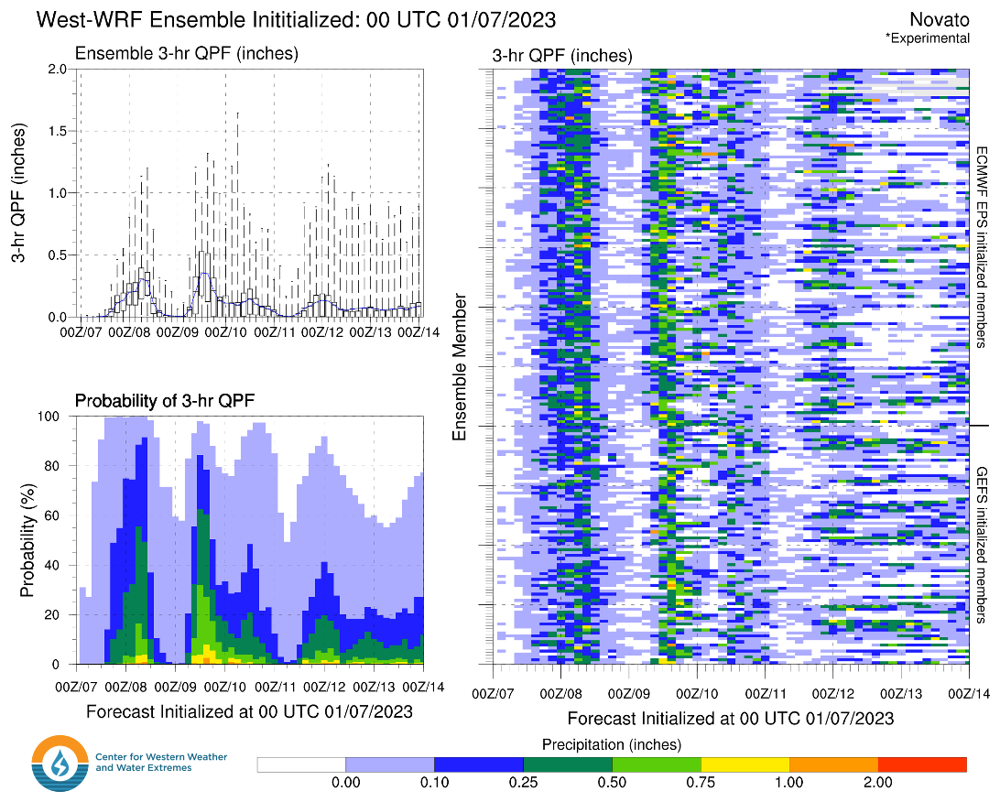 West-WRF Ensemble Inititialized: 00 UTC 01/07/2023
Novato
*Experimental
Ensemble 3-hr QPF (inches)
3-hr QPF (inches)
2.0
1.5
1.0
0.5
0.0
00Z/07 00Z/08 00Z/09 00Z/10 00Z/11 00Z/12 00Z/13 00Z/14
Probability of 3-hr QPF
Probability (%)
100
80
60
40
20
0
00Z/07 00Z/08 00Z/09 00Z/10 00Z/11 00Z/12 00Z/13 00Z/14
Forecast Initialized at 00 UTC 01/07/2023
3-hr QPF (inches)
Ensemble Member
ECMWF EPS initialized members
GEFS initialized members
00Z/07 00Z/08 00Z/09 00Z/10 00Z/11 00Z/12 00Z/13 00Z/14
Forecast Initialized at 00 UTC 01/07/2023
Center for Western Weather
and Water Extremes
Precipitation (inches)
0.00 0.10 0.25 0.50 0.75 1.00 2.00